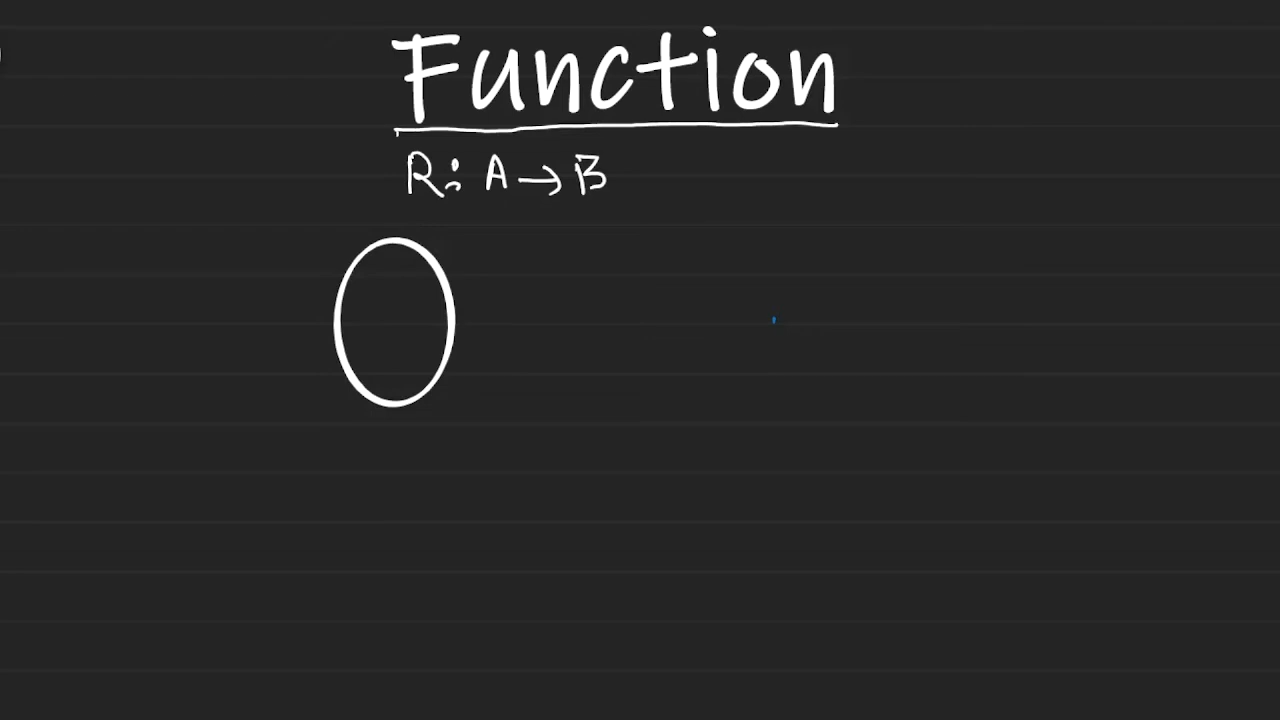 Function
R: A → B